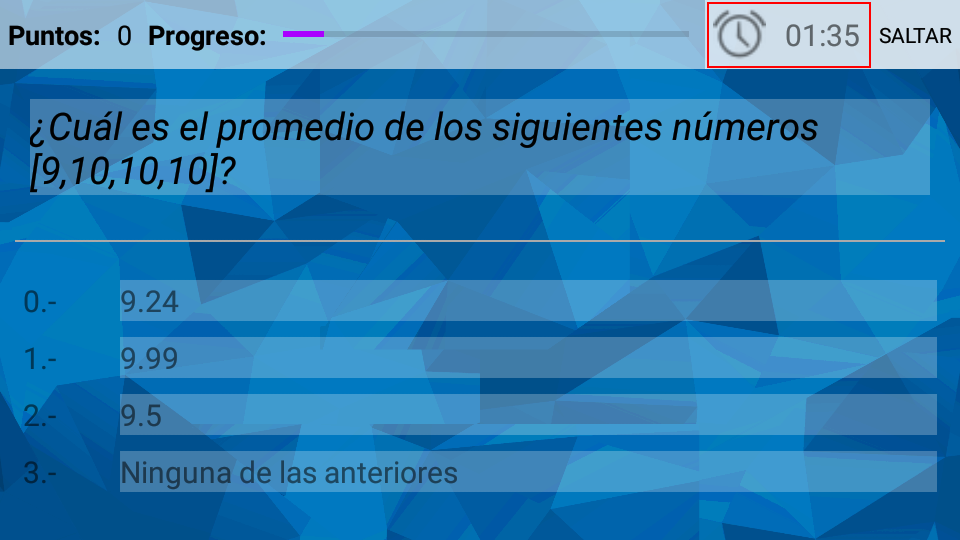 Puntos: 0 Progreso: 01:35 SALTAR
¿Cuál es el promedio de los siguientes números
[9,10,10,10]?
0.- 9.24
1.- 9.99
2.- 9.5
3.- Ninguna de las anteriores